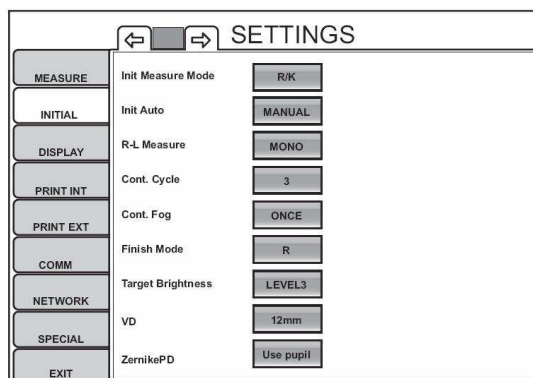 SETTINGS
MEASURE
INITIAL
DISPLAY
PRINT INT
PRINT EXT
COMM
NETWORK
SPECIAL
EXIT
Init Measure Mode R/K
Init Auto MANUAL
R-L Measure MONO
Cont. Cycle 3
Cont. Fog ONCE
Finish Mode R
Target Brightness LEVEL3
VD 12mm
ZernikePD Use pupil